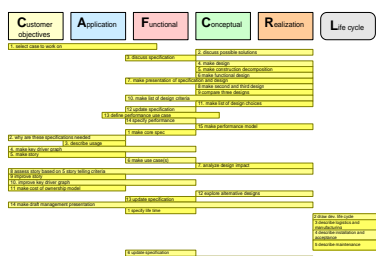 Customer objectives
Application
Functional
Conceptual
Realization
Life cycle
1. select case to work on
2. discuss possible solutions
3. discuss specification
4. make design
5. make construction decomposition
6 make functional design
7. make presentation of specification and design
8 make second and third design
9 compare three designs
10. make list of design criteria
11. make list of design choices
12 update specification
13 define performance use case
14 specify performance
15 make performance model
1 make core spec
2. why are these specifications needed
3. describe usage
4. make key driver graph
5. make story
6 make use case(s)
7. analyze design impact
8 assess story based on 5 story telling criteria
9 improve story
10. improve key driver graph
11 make cost of ownership model
12 explore alternative designs
13 update specification
14 make draft management presentation
1 specify life time
2 draw dev. life cycle
3 describe logistics and manufacturing
4 describe installation and acceptance
5 describe maintenance
6 update specification